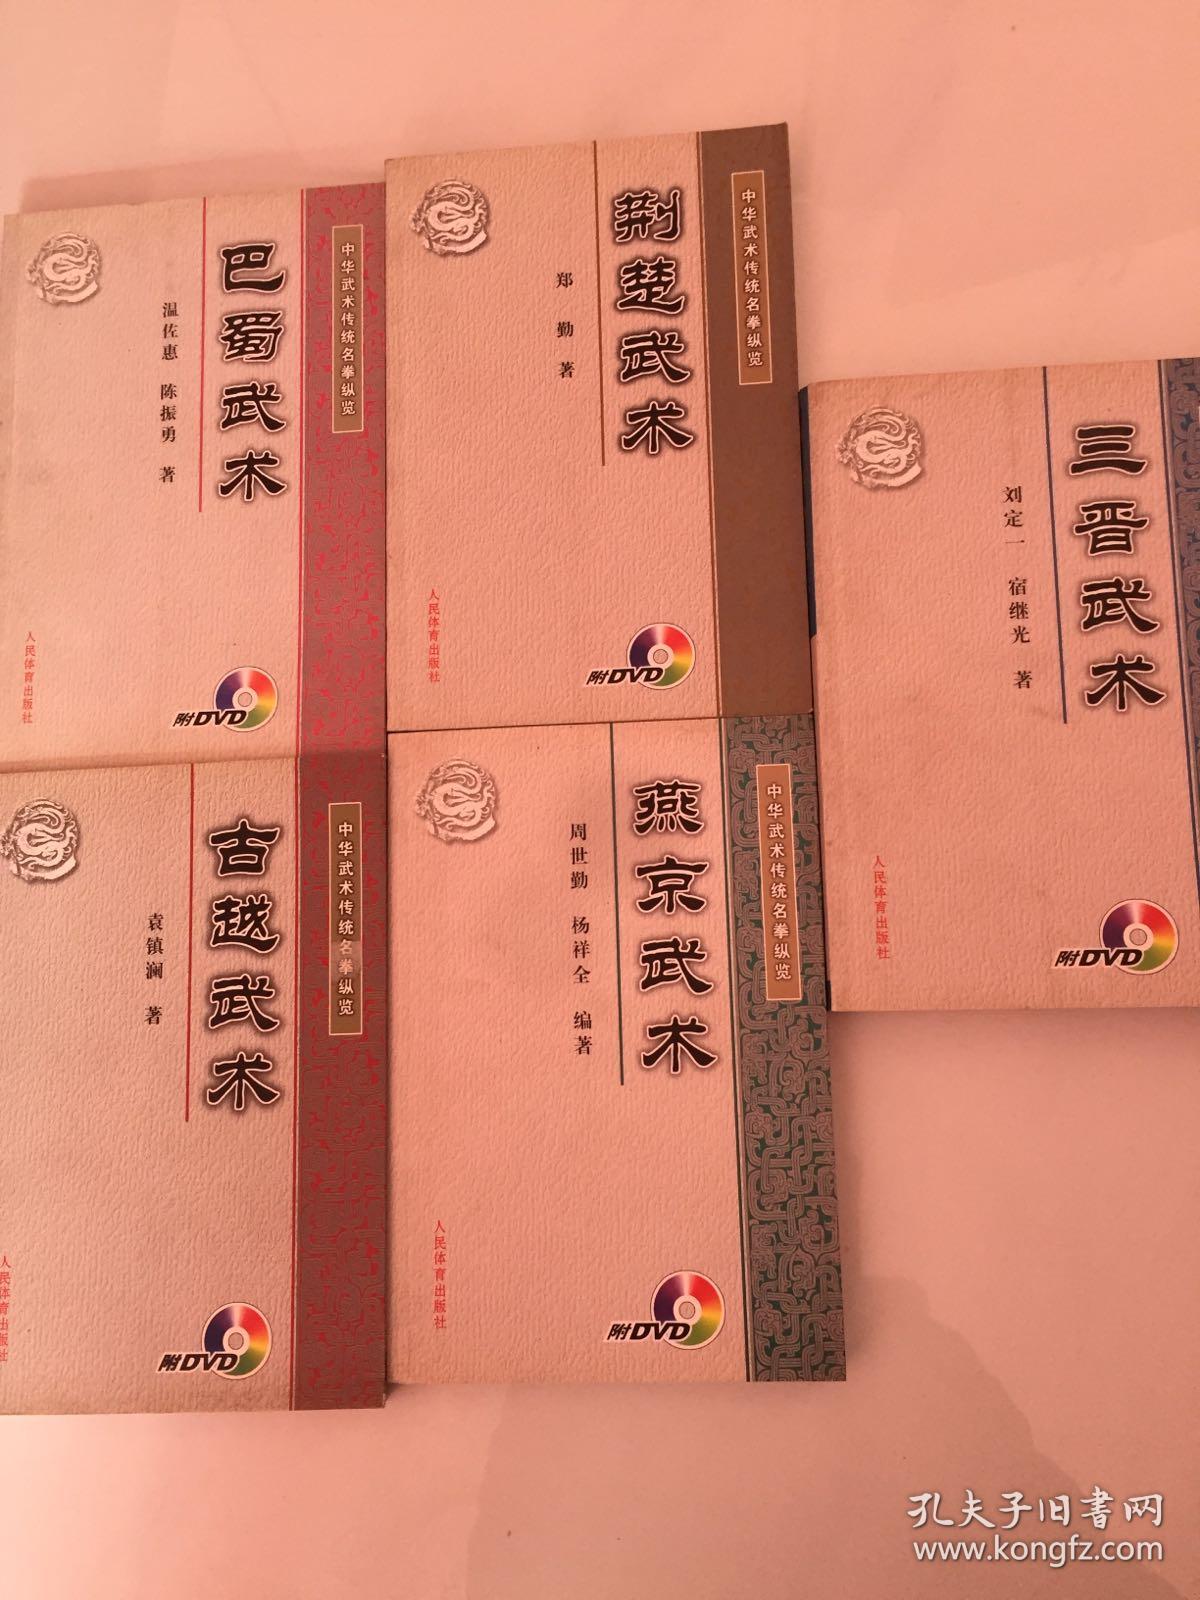 巴蜀武术
温佐惠 陈振勇 著
中华武术传统名拳纵览
人民体育出版社
附DVD
荆楚武术
郑 勤 著
中华武术传统名拳纵览
人民体育出版社
附DVD
三晋武术
刘定一 宿继光 著
人民体育出版社
附DVD
古越武术
袁镇澜 著
中华武术传统名拳纵览
人民体育出版社
附DVD
燕京武术
周世勤 杨祥全 编著
中华武术传统名拳纵览
人民体育出版社
附DVD
孔夫子旧书网
www.kongfz.com